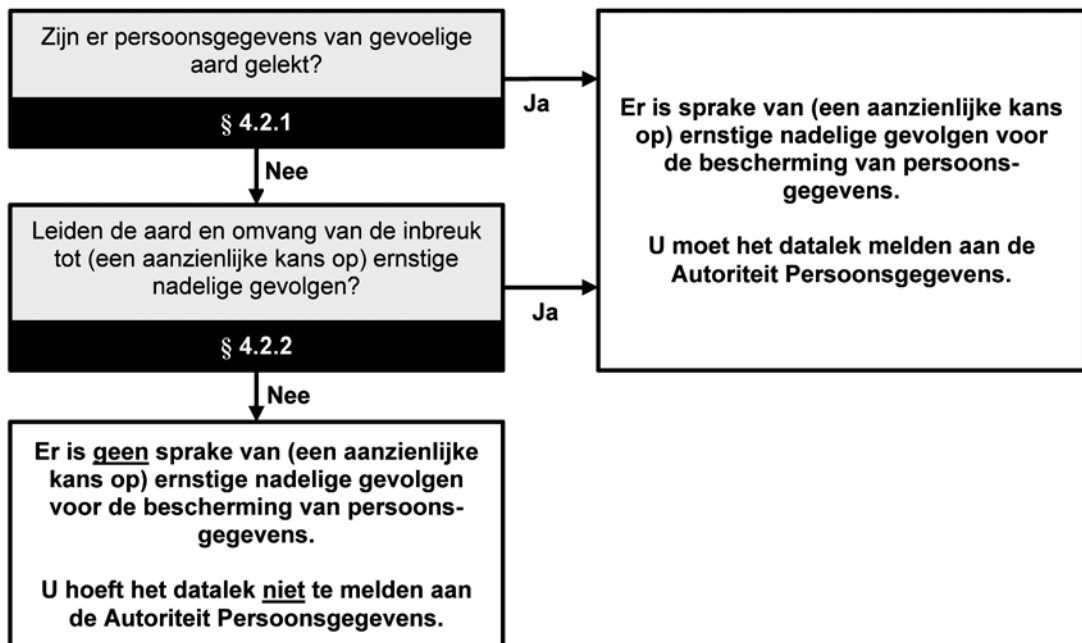 Zijn er persoonsgegevens van gevoelige
aard gelekt?
§ 4.2.1
Ja
Nee
Leiden de aard en omvang van de inbreuk
tot (een aanzienlijke kans op) ernstige
nadelige gevolgen?
§ 4.2.2
Ja
Nee
Er is sprake van (een aanzienlijke kans
op) ernstige nadelige gevolgen voor
de bescherming van persoons-
gegevens.
U moet het datalek melden aan de
Autoriteit Persoonsgegevens.
Er is geen sprake van (een aanzienlijke
kans op) ernstige nadelige gevolgen
voor de bescherming van persoons-
gegevens.
U hoeft het datalek niet te melden aan
de Autoriteit Persoonsgegevens.